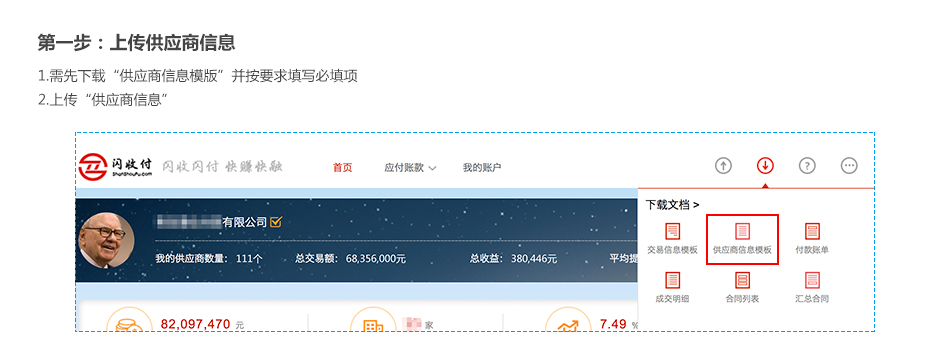 第一步：上传供应商信息
1.需先下载“供应商信息模版”并按要求填写必填项
2.上传“供应商信息”
闪收付 闪收闪付 快赚快融 首页 应付账款 我的账户
ShanShouFu.com
下载文档 >
有限公司
交易信息模板 供应商信息模板 付款账单
我的供应商数量： 111个 总交易额： 68,356,000元 总收益： 380,446元 平均提
成交明细 合同列表 汇总合同
82,097,470 元 家 7.49 %